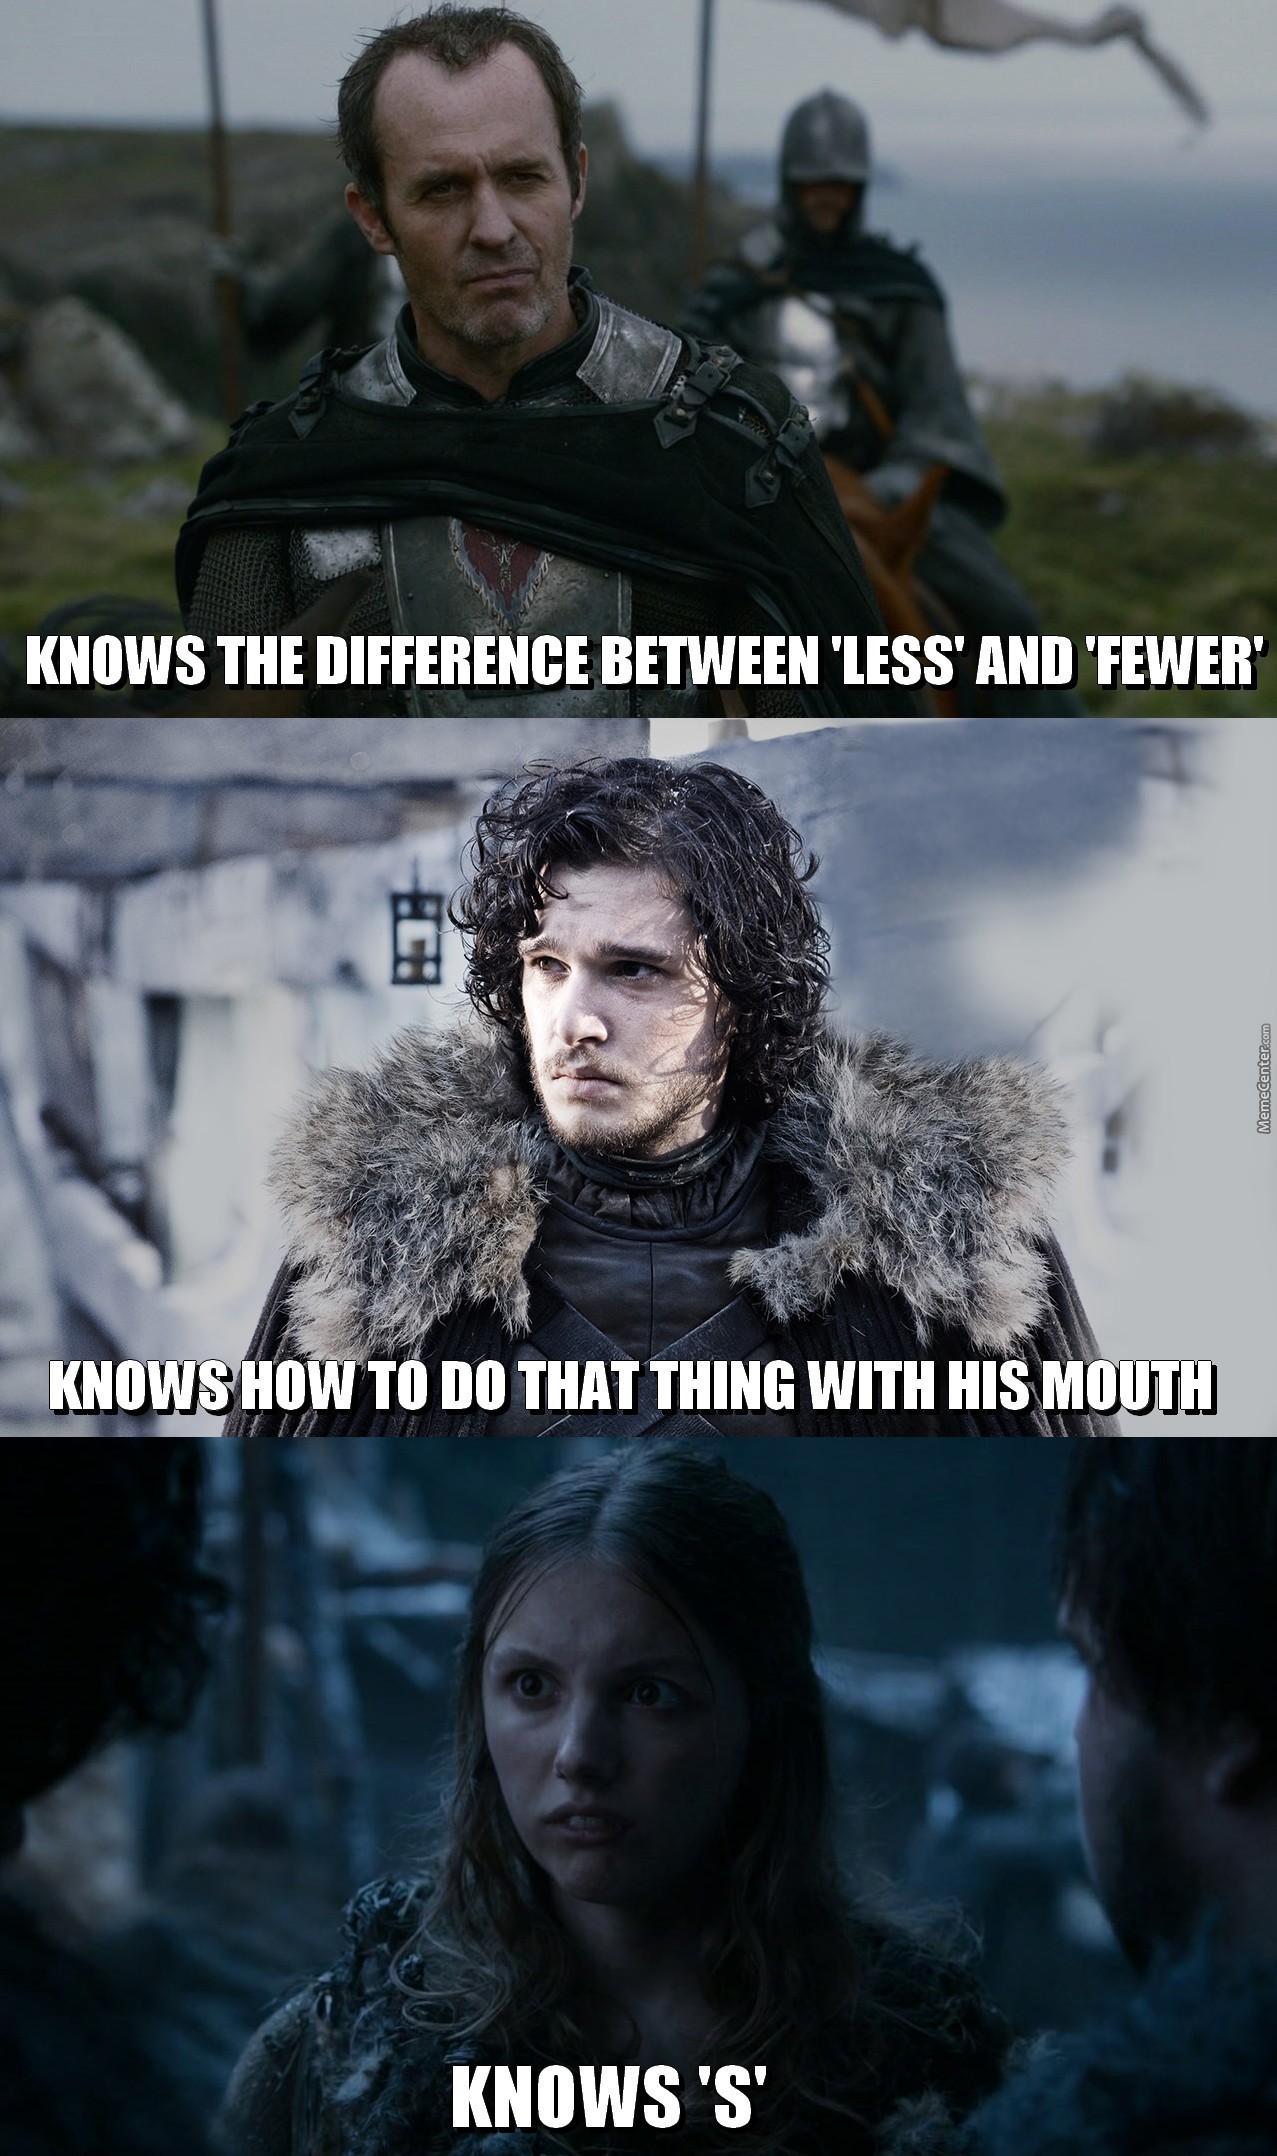 KNOWS THE DIFFERENCE BETWEEN 'LESS' AND 'FEWER'
MemeCenter.com
KNOWS HOW TO DO THAT THING WITH HIS MOUTH
KNOWS 'S'